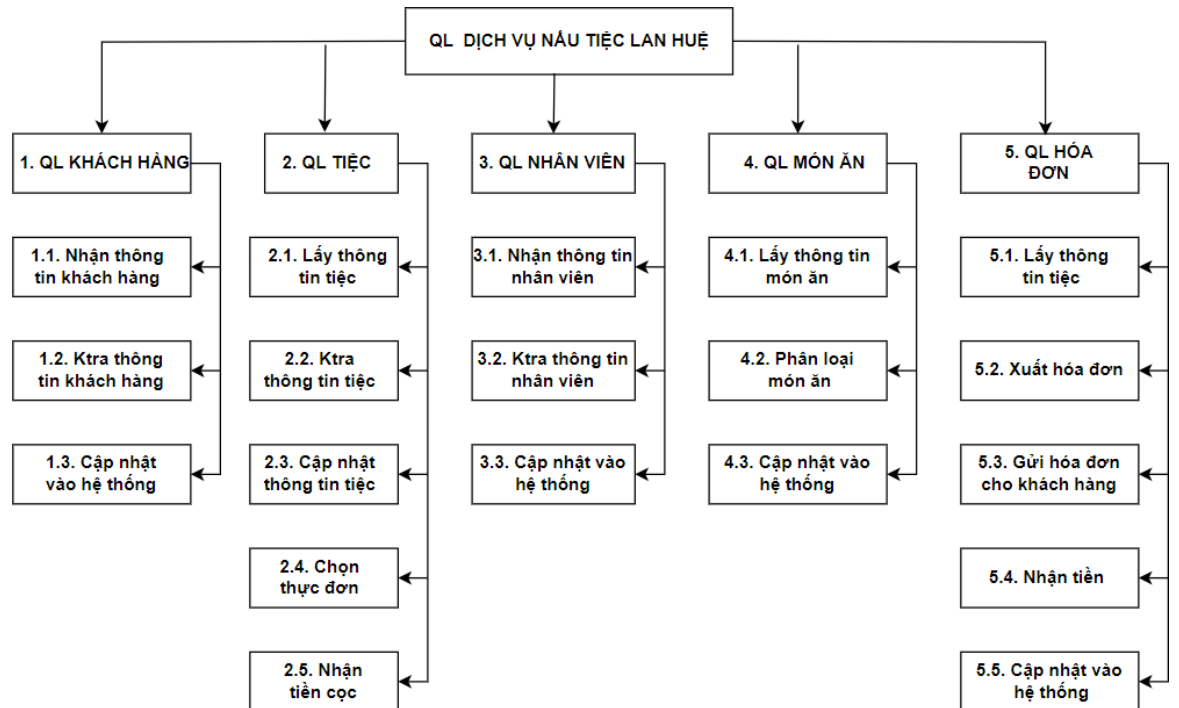 QL DỊCH VỤ NẤU TIỆC LAN HUỆ
1. QL KHÁCH HÀNG
2. QL TIỆC
3. QL NHÂN VIÊN
4. QL MÓN ĂN
5. QL HÓA
ĐƠN
1.1. Nhận thông
tin khách hàng
2.1. Lấy thông
tin tiệc
3.1. Nhận thông tin
nhân viên
4.1. Lấy thông tin
món ăn
5.1. Lấy thông
tin tiệc
1.2. Ktra thông
tin khách hàng
2.2. Ktra
thông tin tiệc
3.2. Ktra thông tin
nhân viên
4.2. Phân loại
món ăn
5.2. Xuất hóa đơn
1.3. Cập nhật
vào hệ thống
2.3. Cập nhật
thông tin tiệc
3.3. Cập nhật vào
hệ thống
4.3. Cập nhật vào
hệ thống
5.3. Gửi hóa đơn
cho khách hàng
2.4. Chọn
thực đơn
5.4. Nhận tiền
2.5. Nhận
tiền cọc
5.5. Cập nhật vào
hệ thống